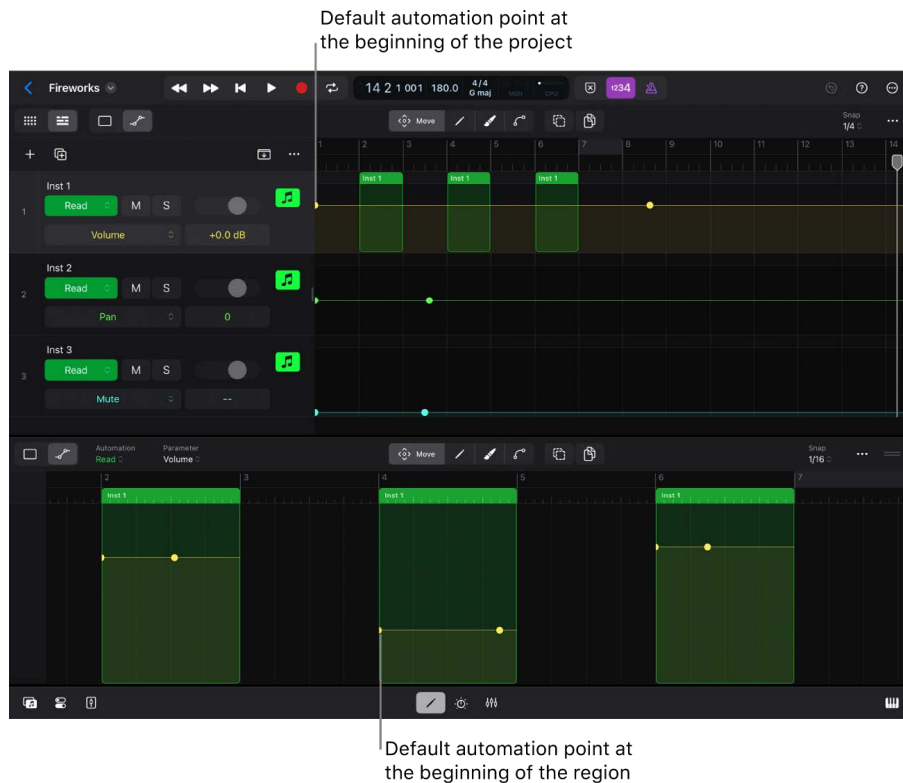 Default automation point at
the beginning of the project
Fireworks
14 2 1 001 180.0 4/4 G maj MIDI CPU
1234
Move
Snap
1/4
1 2 3 4 5 6 7 8 9 10 11 12 13 14
Inst 1 Inst 1 Inst 1
Inst 1
1 Read M S
Volume +0.0 dB
Inst 2
2 Read M S
Pan 0
Inst 3
3 Read M S
Mute --
Automation Parameter Snap
Read Volume Move 1/16
2 3 4 5 6 7
Inst 1 Inst 1 Inst 1
Default automation point at
the beginning of the region